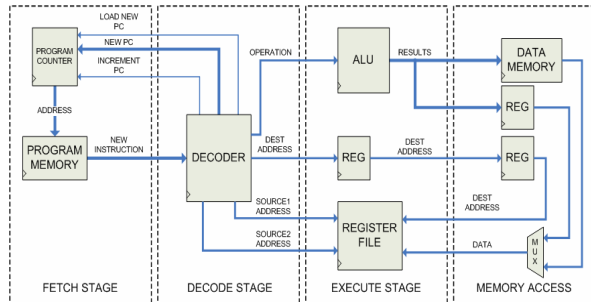 LOAD NEW
PC
NEW PC
INCREMENT
PC
PROGRAM
COUNTER
ADDRESS
PROGRAM
MEMORY
NEW
INSTRUCTION
DECODER
OPERATION
DEST
ADDRESS
SOURCE1
ADDRESS
SOURCE2
ADDRESS
ALU
RESULTS
REG
DEST
ADDRESS
REGISTER
FILE
DATA
MEMORY
REG
REG
DEST
ADDRESS
DATA
M
U
X
FETCH STAGE
DECODE STAGE
EXECUTE STAGE
MEMORY ACCESS